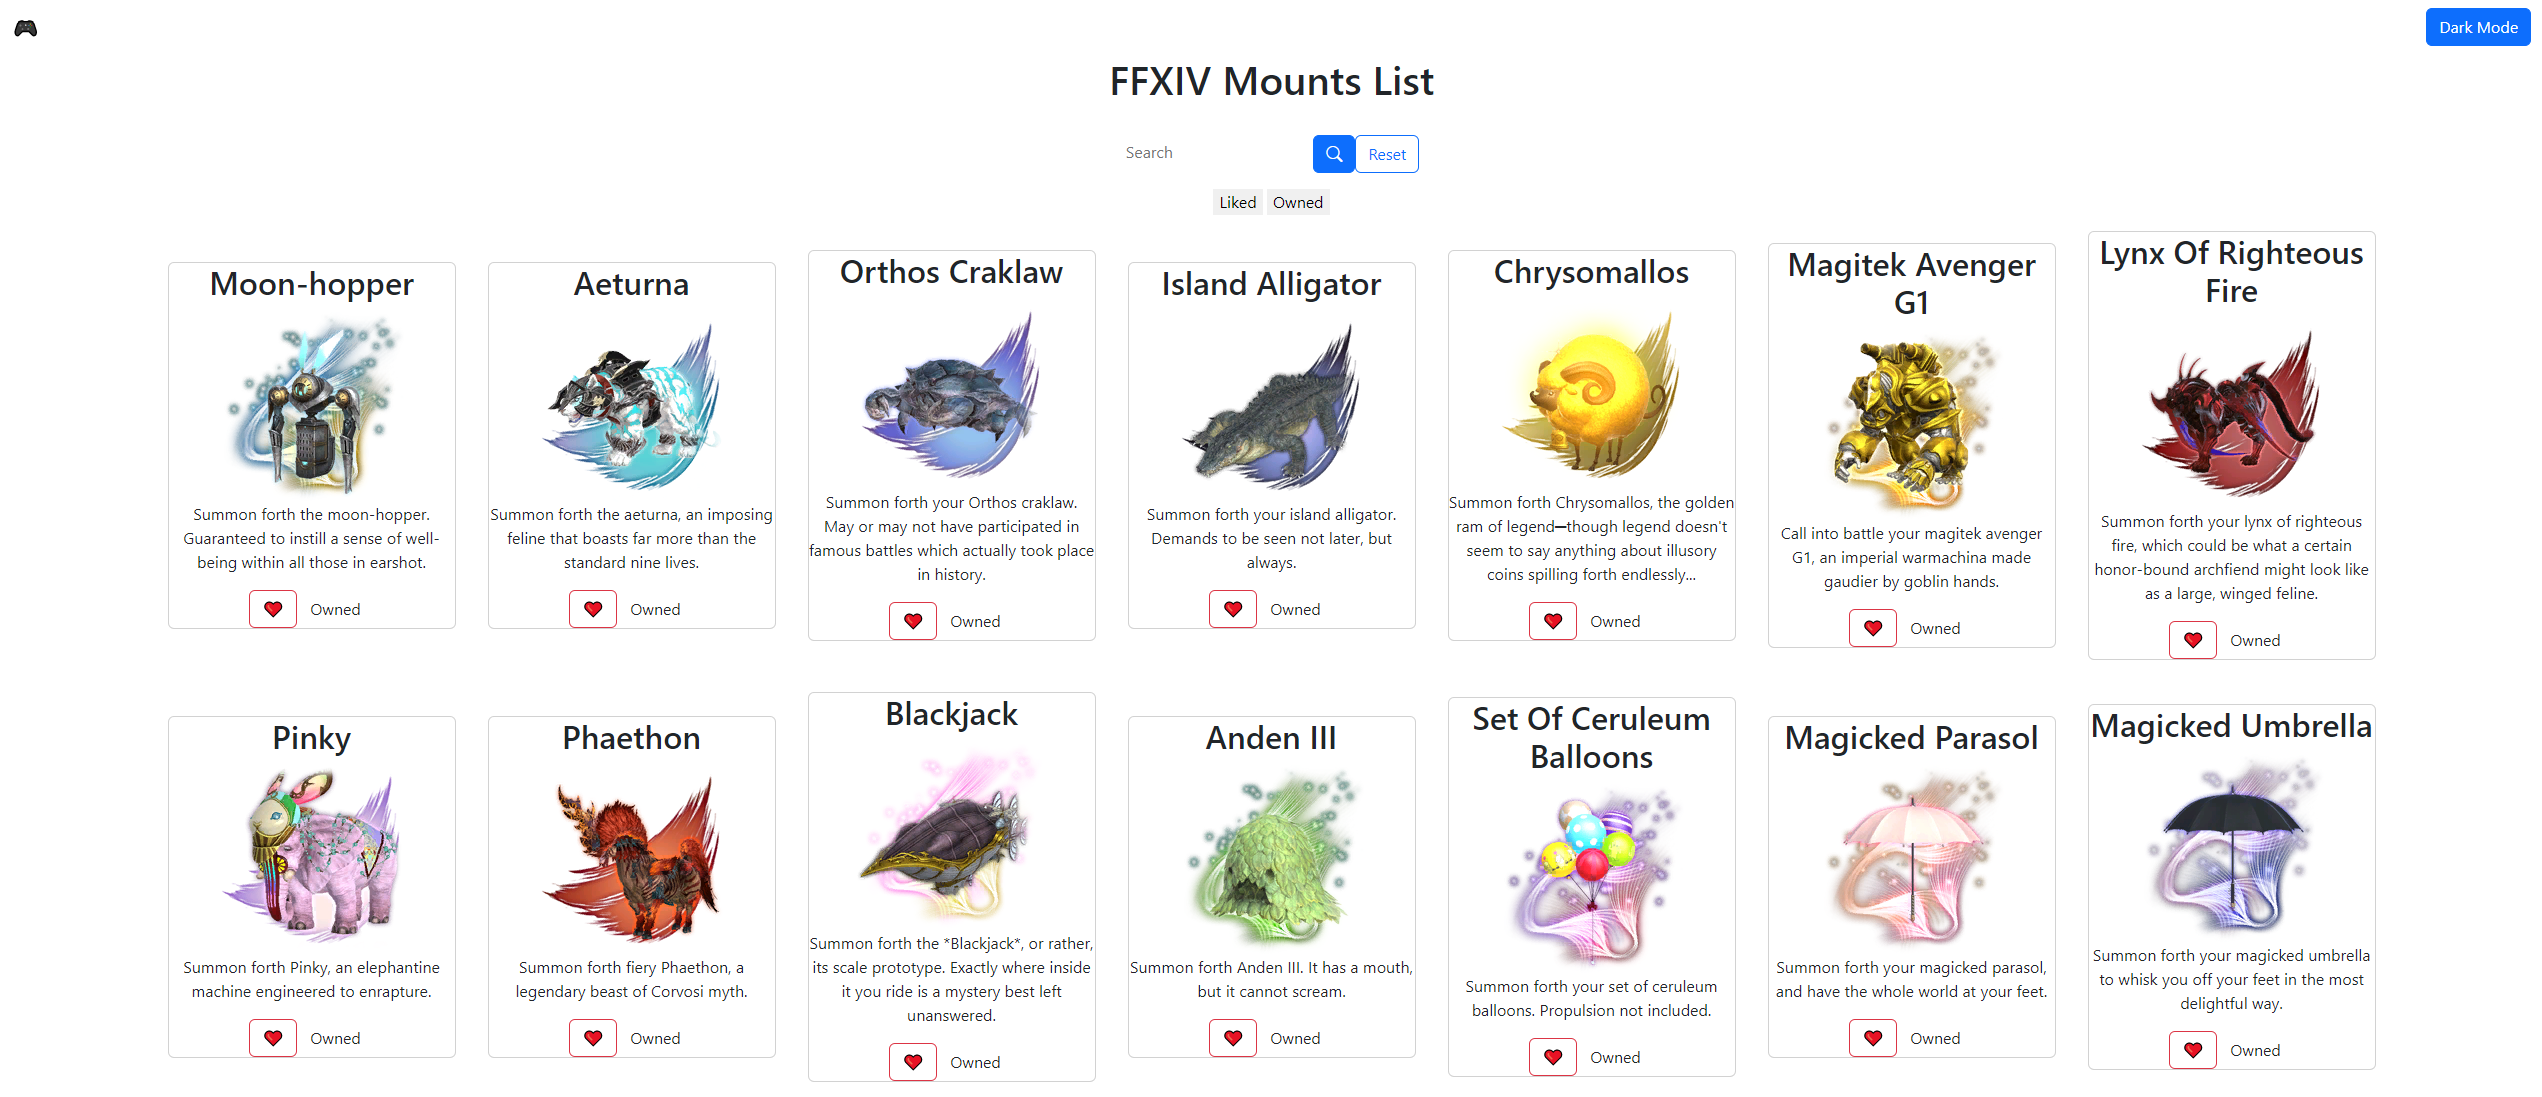 Dark Mode
FFXIV Mounts List
Search
Reset
Liked
Owned
Moon-hopper
Summon forth the moon-hopper.
Guaranteed to instill a sense of well-
being within all those in earshot.
Owned
Aeturna
Summon forth the aeturna, an imposing
feline that boasts far more than the
standard nine lives.
Owned
Orthos Craklaw
Summon forth your Orthos craklaw.
May or may not have participated in
famous battles which actually took place
in history.
Owned
Island Alligator
Summon forth your island alligator.
Demands to be seen not later, but
always.
Owned
Chrysomallos
Summon forth Chrysomallos, the golden
ram of legend—though legend doesn't
seem to say anything about illusory
coins spilling forth endlessly...
Owned
Magitek Avenger
G1
Call into battle your magitek avenger
G1, an imperial warmachina made
gaudier by goblin hands.
Owned
Lynx Of Righteous
Fire
Summon forth your lynx of righteous
fire, which could be what a certain
honor-bound archfiend might look like
as a large, winged feline.
Owned
Pinky
Summon forth Pinky, an elephantine
machine engineered to enrapture.
Owned
Phaethon
Summon forth fiery Phaethon, a
legendary beast of Corvosi myth.
Owned
Blackjack
Summon forth the *Blackjack*, or rather,
its scale prototype. Exactly where inside
it you ride is a mystery best left
unanswered.
Owned
Anden III
Summon forth Anden III. It has a mouth,
but it cannot scream.
Owned
Set Of Ceruleum
Balloons
Summon forth your set of ceruleum
balloons. Propulsion not included.
Owned
Magicked Parasol
Summon forth your magicked parasol,
and have the whole world at your feet.
Owned
Magicked Umbrella
Summon forth your magicked umbrella
to whisk you off your feet in the most
delightful way.
Owned